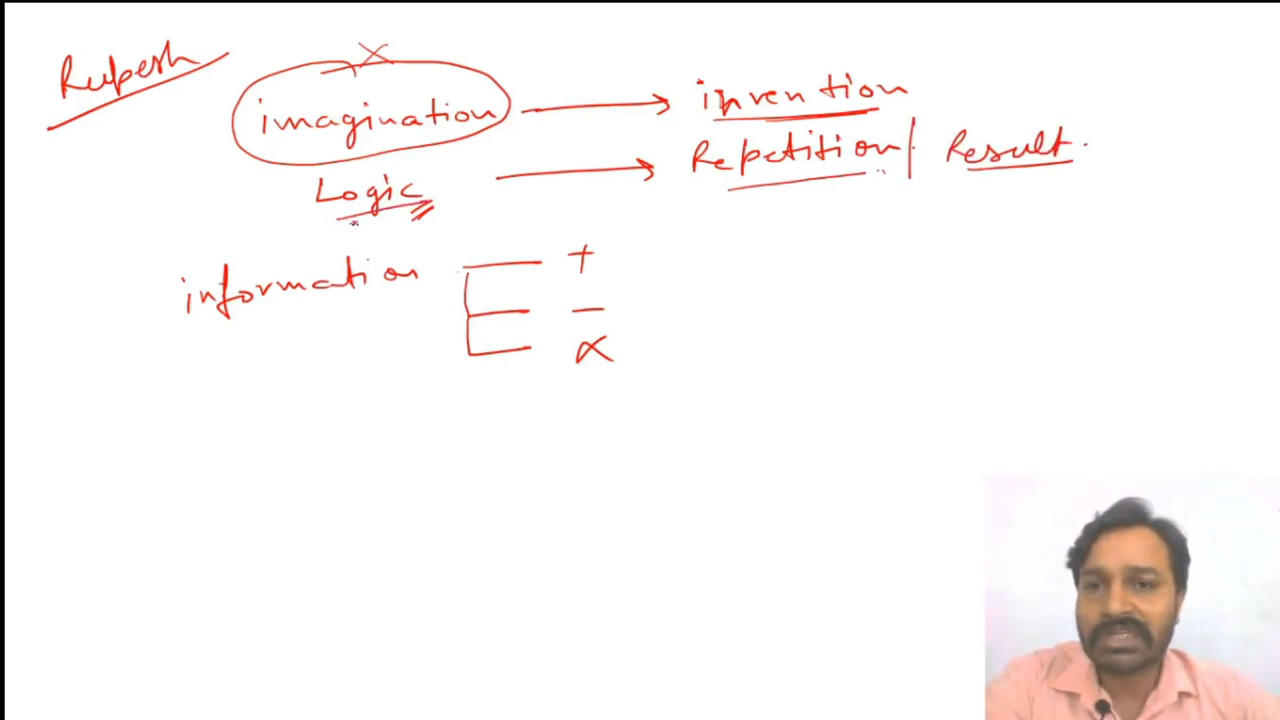 Rupesh
imagination → invention
Logic → Repetition/ Result.
information
+
-
α